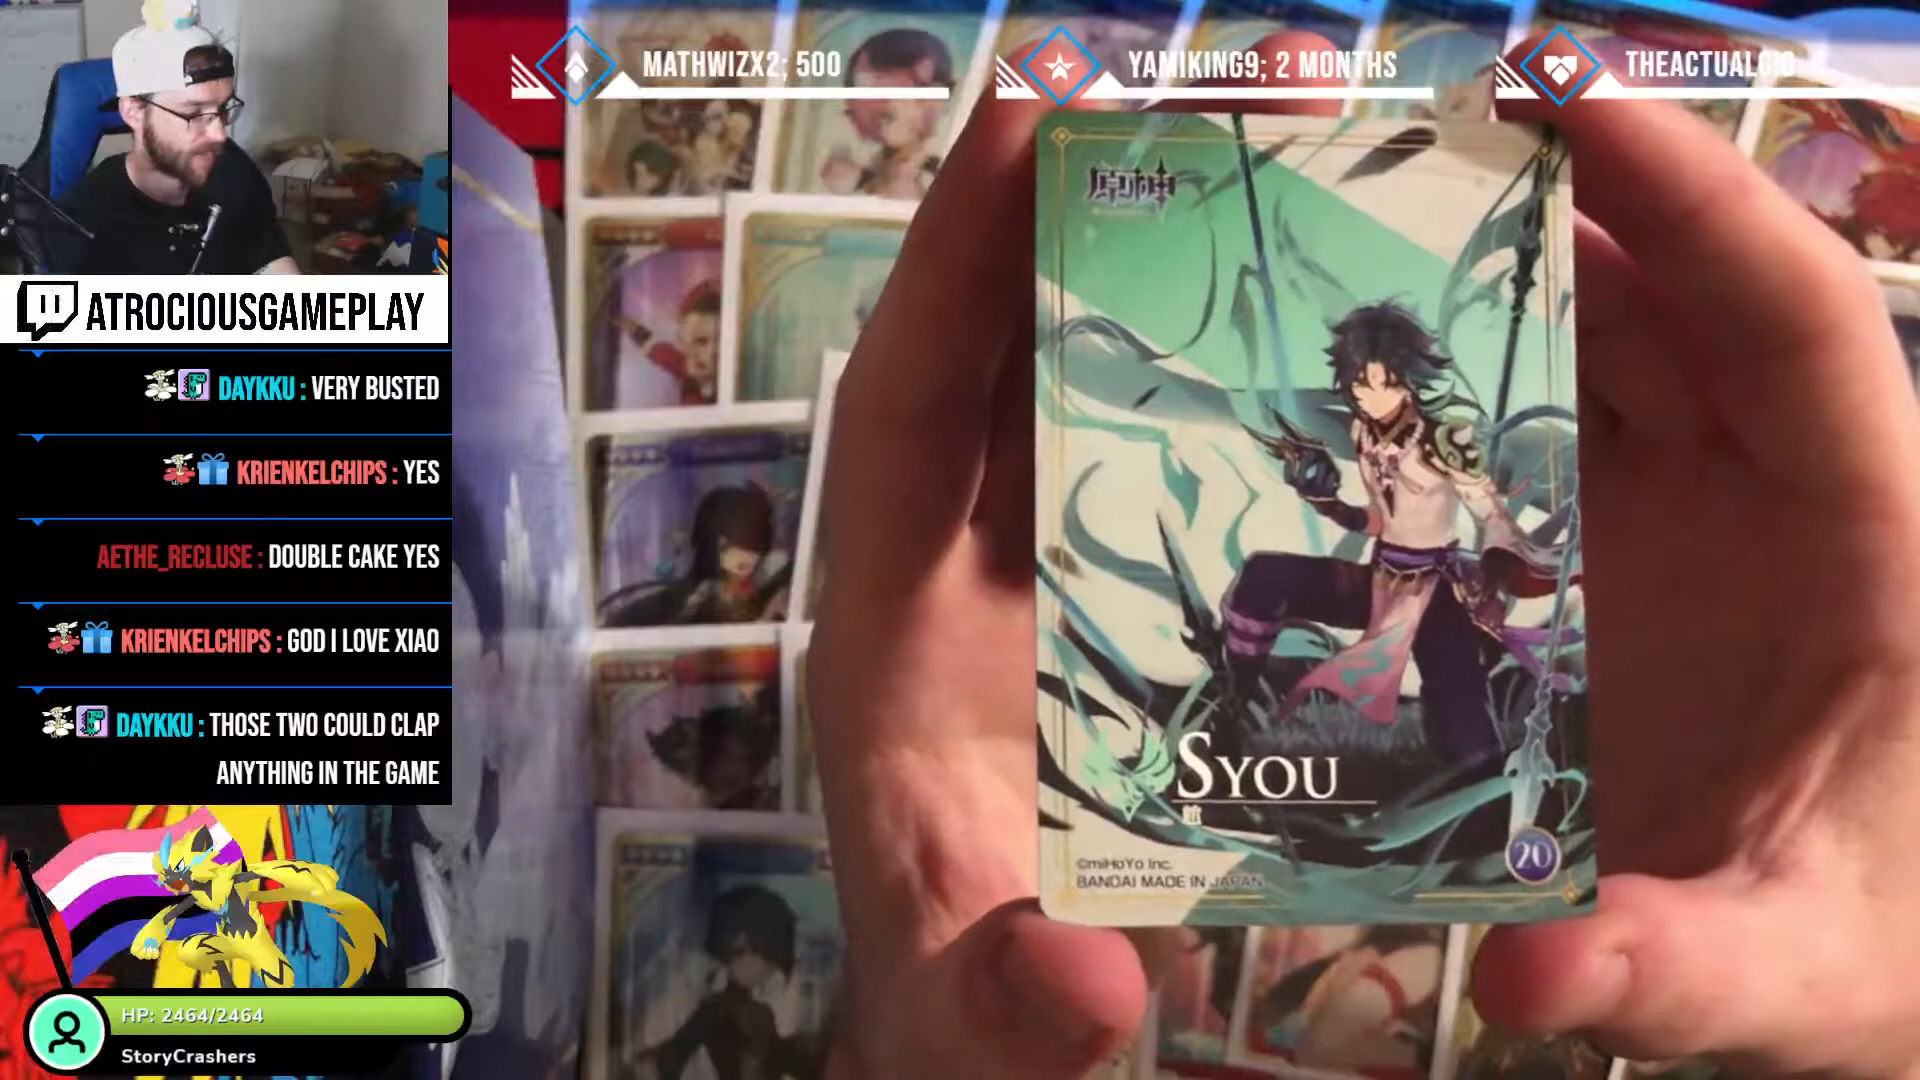 MATHWIZX2; 500
YAMIKING9; 2 MONTHS
THEACTUALGIO
ATROCIOUSGAMEPLAY
DAYKKU : VERY BUSTED
KRIENKELCHIPS : YES
AETHE_RECLUSE : DOUBLE CAKE YES
KRIENKELCHIPS : GOD I LOVE XIAO
DAYKKU : THOSE TWO COULD CLAP
ANYTHING IN THE GAME
HP: 2464/2464
StoryCrashers
原神
SYOU
魈
©miHoYo Inc.
BANDAI MADE IN JAPAN
20